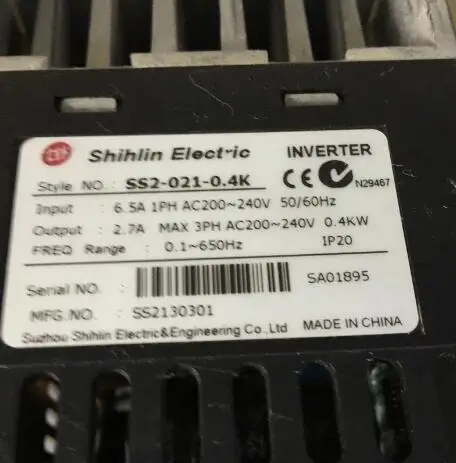 Shihlin Electric INVERTER
Style NO. : SS2-021-0.4K CE N29467
Input : 6.5A 1PH AC200~240V 50/60Hz
Output : 2.7A MAX 3PH AC200~240V 0.4KW
FREQ Range : 0.1~650Hz IP20
Serial NO. : SA01895
MFG.NO. : SS2130301
Suzhou Shihlin Electric&Engineering Co.,Ltd MADE IN CHINA